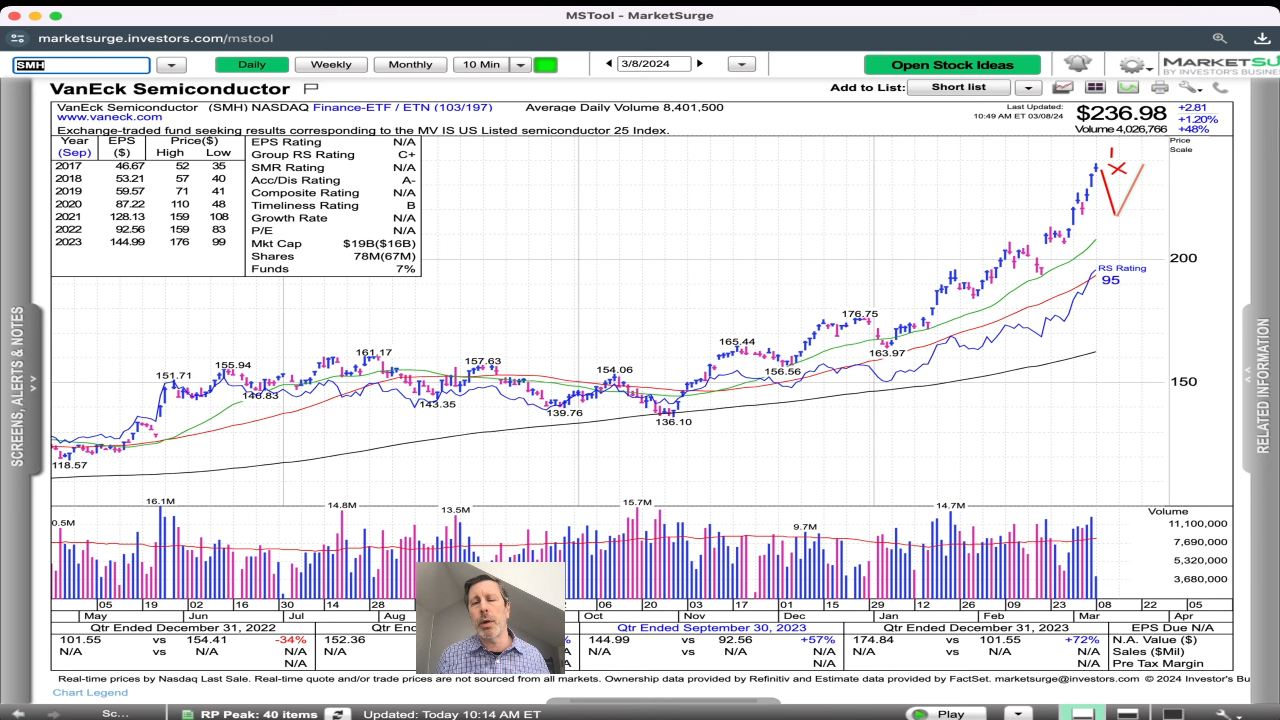 MSTool - MarketSurge
marketsurge.investors.com/mstool
SMH Daily Weekly Monthly 10 Min 3/8/2024 Open Stock Ideas MARKETSU
BY INVESTOR'S BUSINE
VanEck Semiconductor Add to List: Short list
VanEck Semiconductor (SMH) NASDAQ Finance-ETF / ETN (103/197) Average Daily Volume 8,401,500
www.vaneck.com
Exchange-traded fund seeking results corresponding to the MV IS US Listed semiconductor 25 Index.
Last Updated:
10:49 AM ET 03/08/24
$236.98
Volume 4,026,766
+2.81
+1.20%
+48%
Year EPS Price($)
(Sep) ($) High Low
2017 46.67 52 35
2018 53.21 57 40
2019 59.57 71 41
2020 87.22 110 48
2021 128.13 159 108
2022 92.56 159 83
2023 144.99 176 99
EPS Rating N/A
Group RS Rating C+
SMR Rating N/A
Acc/Dis Rating A-
Composite Rating N/A
Timeliness Rating B
Growth Rate N/A
P/E N/A
Mkt Cap $19B($16B)
Shares 78M(67M)
Funds 7%
Price
Scale
200
RS Rating
95
150
118.57
151.71
155.94
146.83
161.17
143.35
157.63
139.76
154.06
136.10
165.44
156.56
176.75
163.97
SCREENS, ALERTS & NOTES
RELATED INFORMATION
0.5M 16.1M 14.8M 13.5M 15.7M 9.7M 14.7M
Volume
11,100,000
7,690,000
5,320,000
3,680,000
05 19 02 16 30 14 28 06 20 03 17 01 15 29 12 26 09 23 08 22 05
May Jun Jul Aug Oct Nov Dec Jan Feb Mar Apr
Qtr Ended December 31, 2022 Qtr En Qtr Ended September 30, 2023 Qtr Ended December 31, 2023 EPS Due N/A
101.55 vs 154.41 -34% 152.36 % 144.99 vs 92.56 +57% 174.84 vs 101.55 +72% N/A Value ($)
N/A vs N/A N/A N/A A N/A vs N/A N/A N/A vs N/A N/A Sales ($Mil)
N/A N/A N/A Pre Tax Margin
Real-time prices by Nasdaq Last Sale. Real-time quote and/or trade prices are not sourced from all markets. Ownership data provided by Refinitiv and Estimate data provided by FactSet. marketsurge@investors.com © 2024 Investor's Bu
Chart Legend
Sc... RP Peak: 40 items Updated: Today 10:14 AM ET Play